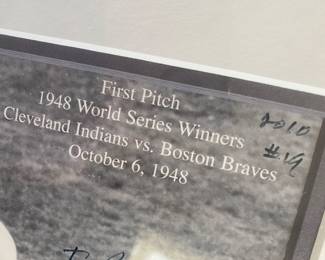 First Pitch
1948 World Series Winners
Cleveland Indians vs. Boston Braves
October 6, 1948
2010
#19